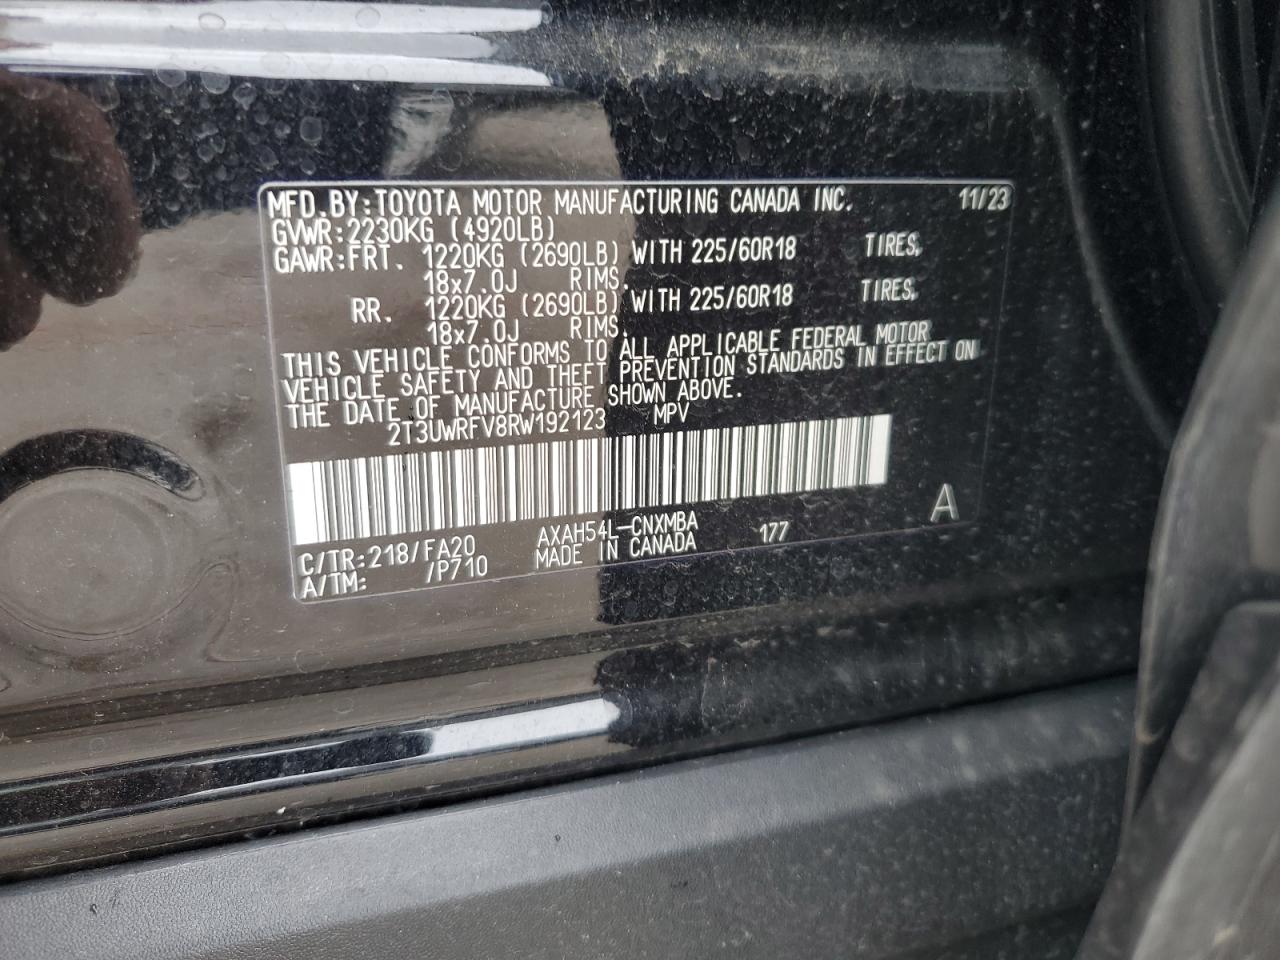 MFD.BY:TOYOTA MOTOR MANUFACTURING CANADA INC. 11/23
GVWR:2230KG (4920LB)
GAWR:FRT. 1220KG (2690LB) WITH 225/60R18 TIRES,
18x7.0J RIMS.
RR. 1220KG (2690LB) WITH 225/60R18 TIRES,
18x7.0J RIMS.
THIS VEHICLE CONFORMS TO ALL APPLICABLE FEDERAL MOTOR
VEHICLE SAFETY AND THEFT PREVENTION STANDARDS IN EFFECT ON
THE DATE OF MANUFACTURE SHOWN ABOVE.
2T3UWRFV8RW192123 MPV
C/TR:218/FA20 AXAH54L-CNXMBA 177 A
A/TM: /P710 MADE IN CANADA